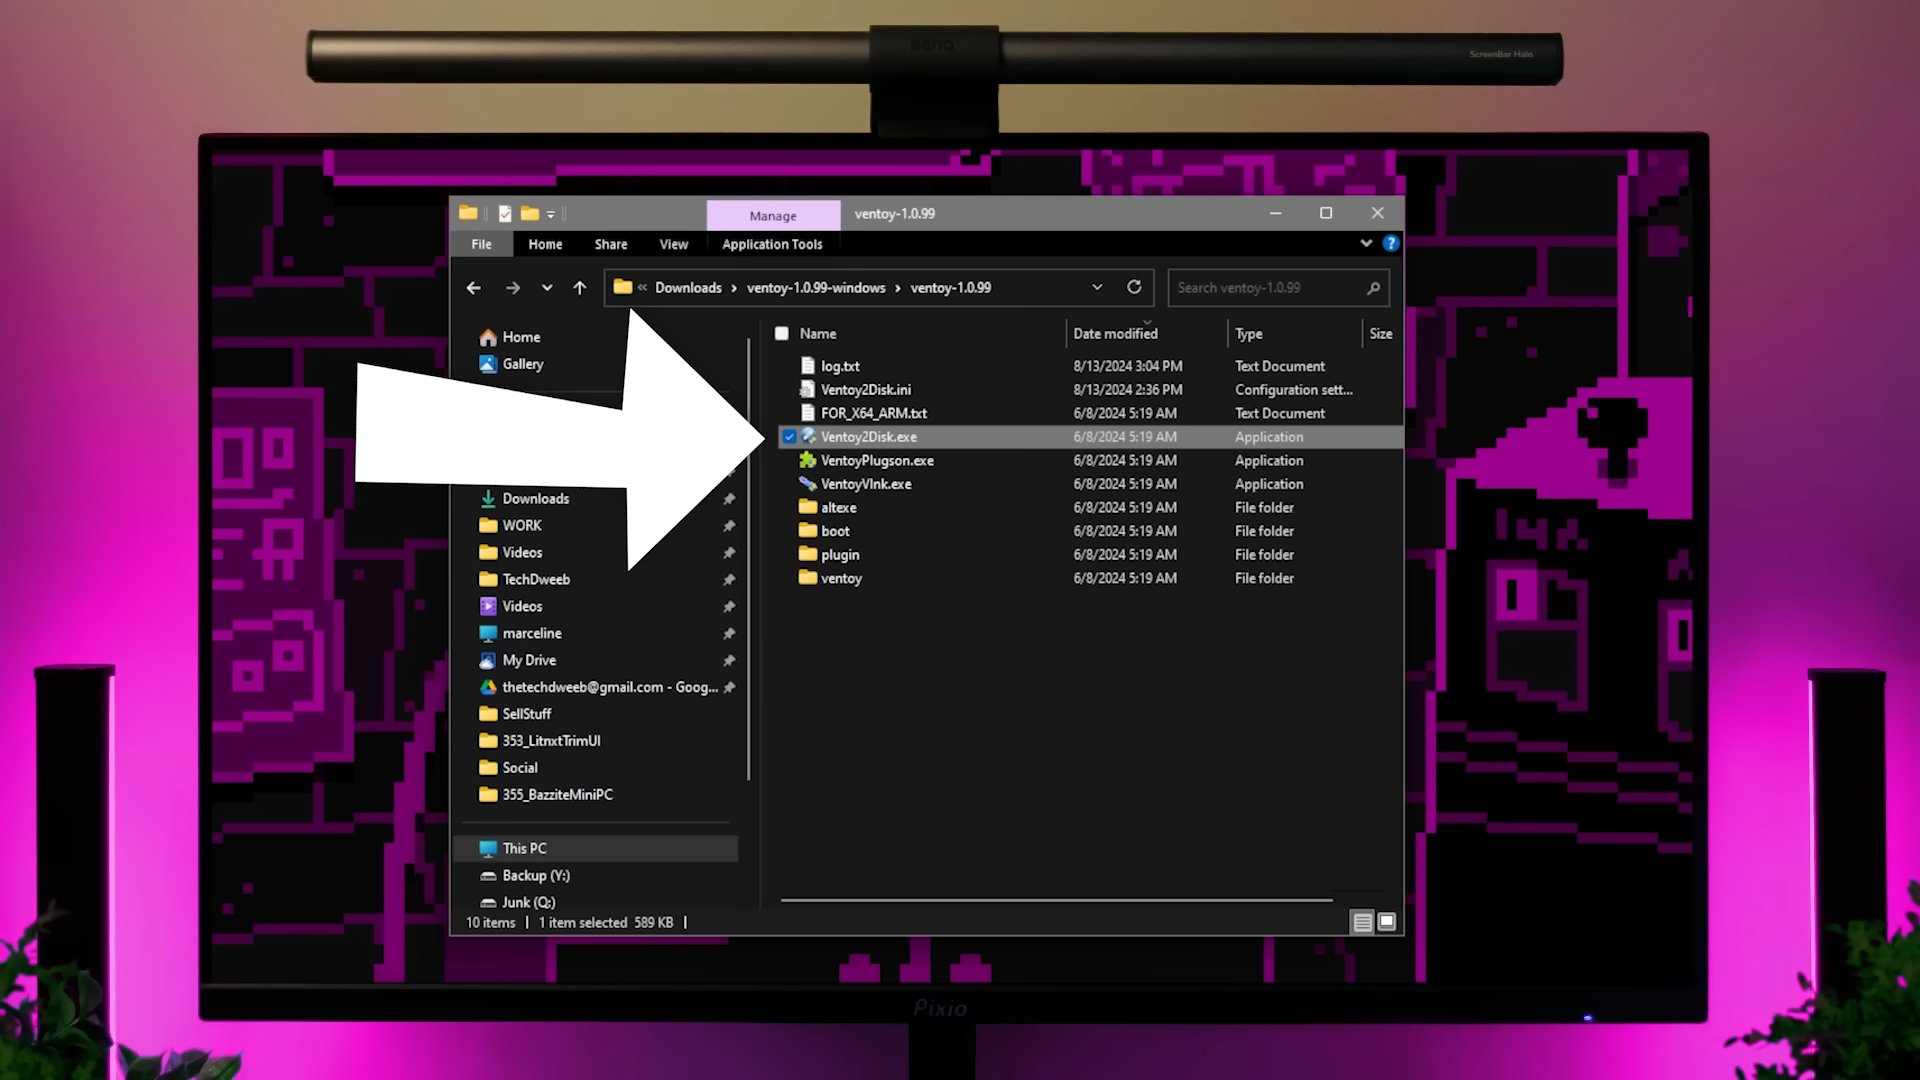 BenQ
ScreenBar Halo
Manage
ventoy-1.0.99
File
Home
Share
View
Application Tools
?
« Downloads › ventoy-1.0.99-windows › ventoy-1.0.99
Search ventoy-1.0.99
Home
Gallery
Downloads
WORK
Videos
TechDweeb
Videos
marceline
My Drive
thetechdweeb@gmail.com - Goog...
SellStuff
353_LitnxtTrimUI
Social
355_BazziteMiniPC
This PC
Backup (Y:)
Junk (Q:)
Name Date modified Type Size
log.txt 8/13/2024 3:04 PM Text Document
Ventoy2Disk.ini 8/13/2024 2:36 PM Configuration sett...
FOR_X64_ARM.txt 6/8/2024 5:19 AM Text Document
Ventoy2Disk.exe 6/8/2024 5:19 AM Application
VentoyPlugson.exe 6/8/2024 5:19 AM Application
VentoyVlnk.exe 6/8/2024 5:19 AM Application
altexe 6/8/2024 5:19 AM File folder
boot 6/8/2024 5:19 AM File folder
plugin 6/8/2024 5:19 AM File folder
ventoy 6/8/2024 5:19 AM File folder
10 items | 1 item selected 589 KB |
Pixio